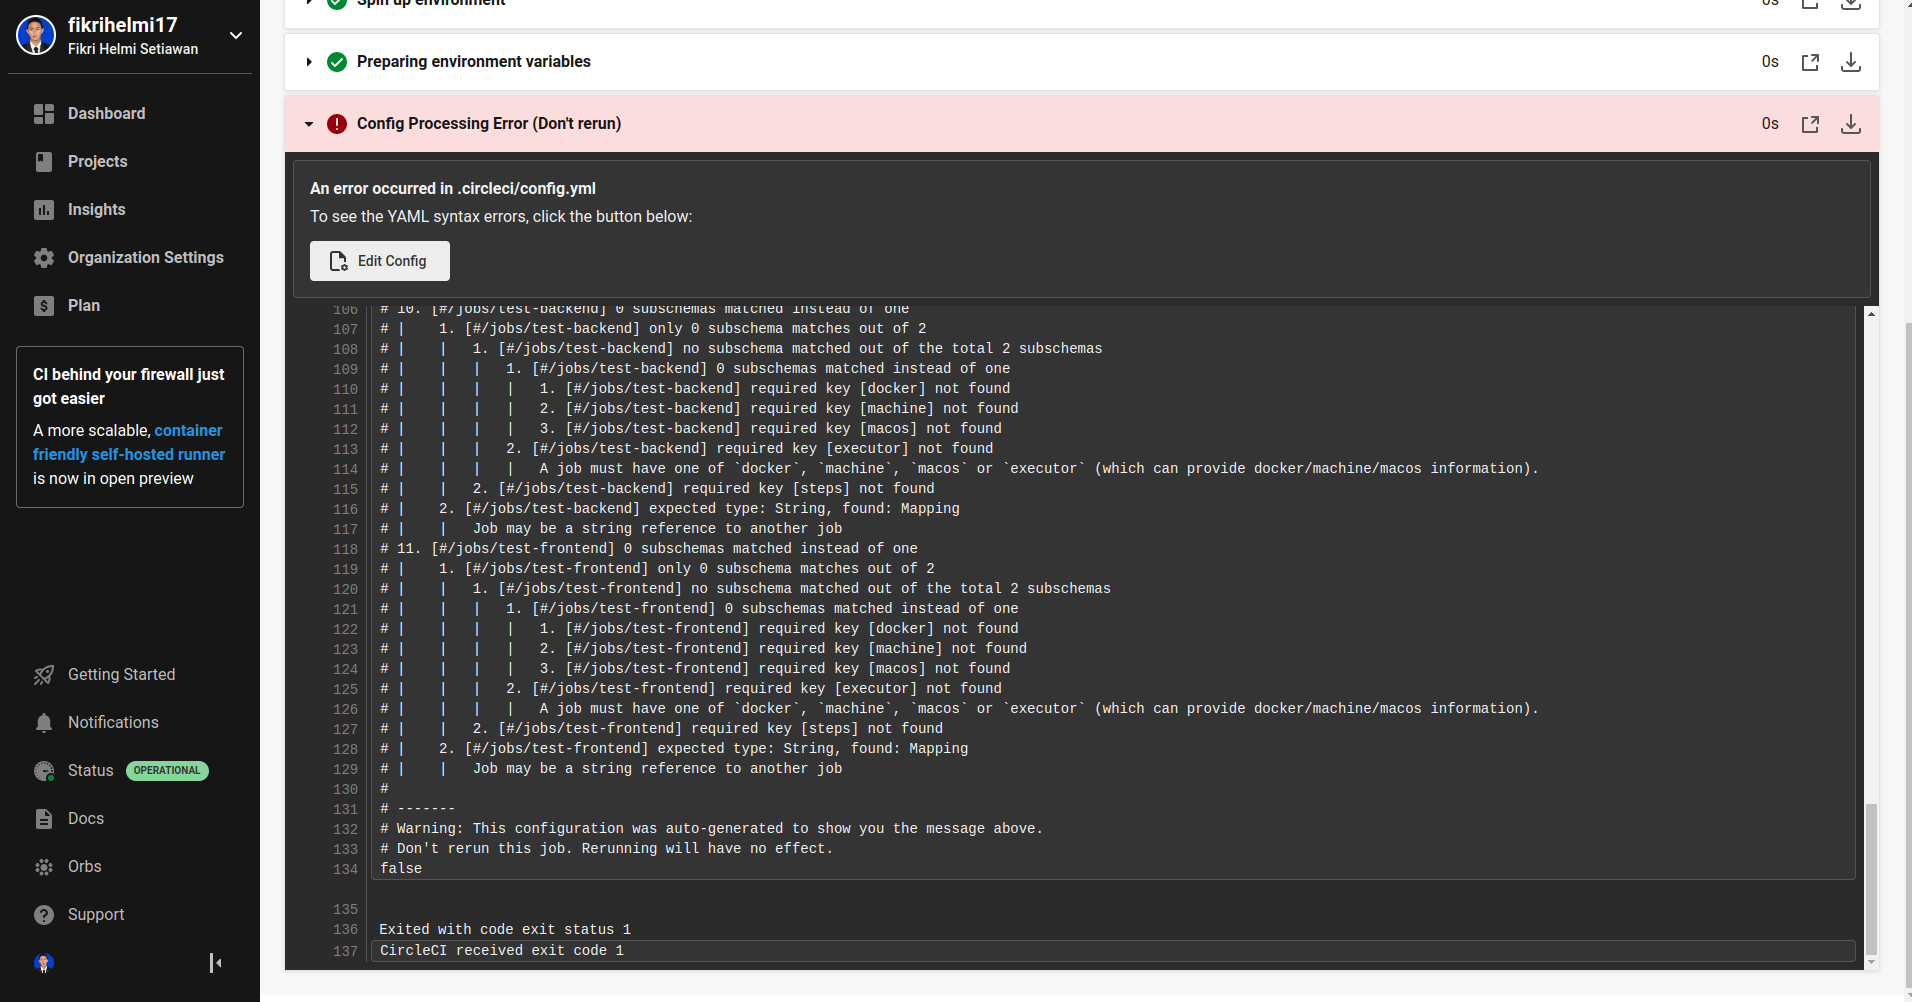 fikrihelmi17
Fikri Helmi Setiawan
Dashboard
Projects
Insights
Organization Settings
Plan
CI behind your firewall just
got easier
A more scalable, container
friendly self-hosted runner
is now in open preview
Getting Started
Notifications
Status OPERATIONAL
Docs
Orbs
Support
Spin up environment 0s
Preparing environment variables 0s
Config Processing Error (Don't rerun) 0s
An error occurred in .circleci/config.yml
To see the YAML syntax errors, click the button below:
Edit Config
106 # 10. [#/jobs/test-backend] 0 subschemas matched instead of one
107 # |    1. [#/jobs/test-backend] only 0 subschema matches out of 2
108 # |    |   1. [#/jobs/test-backend] no subschema matched out of the total 2 subschemas
109 # |    |   |   1. [#/jobs/test-backend] 0 subschemas matched instead of one
110 # |    |   |   |   1. [#/jobs/test-backend] required key [docker] not found
111 # |    |   |   |   2. [#/jobs/test-backend] required key [machine] not found
112 # |    |   |   |   3. [#/jobs/test-backend] required key [macos] not found
113 # |    |   |   2. [#/jobs/test-backend] required key [executor] not found
114 # |    |   |   |   A job must have one of `docker`, `machine`, `macos` or `executor` (which can provide docker/machine/macos information).
115 # |    |   2. [#/jobs/test-backend] required key [steps] not found
116 # |    2. [#/jobs/test-backend] expected type: String, found: Mapping
117 # |    |   Job may be a string reference to another job
118 # 11. [#/jobs/test-frontend] 0 subschemas matched instead of one
119 # |    1. [#/jobs/test-frontend] only 0 subschema matches out of 2
120 # |    |   1. [#/jobs/test-frontend] no subschema matched out of the total 2 subschemas
121 # |    |   |   1. [#/jobs/test-frontend] 0 subschemas matched instead of one
122 # |    |   |   |   1. [#/jobs/test-frontend] required key [docker] not found
123 # |    |   |   |   2. [#/jobs/test-frontend] required key [machine] not found
124 # |    |   |   |   3. [#/jobs/test-frontend] required key [macos] not found
125 # |    |   |   2. [#/jobs/test-frontend] required key [executor] not found
126 # |    |   |   |   A job must have one of `docker`, `machine`, `macos` or `executor` (which can provide docker/machine/macos information).
127 # |    |   2. [#/jobs/test-frontend] required key [steps] not found
128 # |    2. [#/jobs/test-frontend] expected type: String, found: Mapping
129 # |    |   Job may be a string reference to another job
130 #
131 # -------
132 # Warning: This configuration was auto-generated to show you the message above.
133 # Don't rerun this job. Rerunning will have no effect.
134 false
135
136 Exited with code exit status 1
137 CircleCI received exit code 1